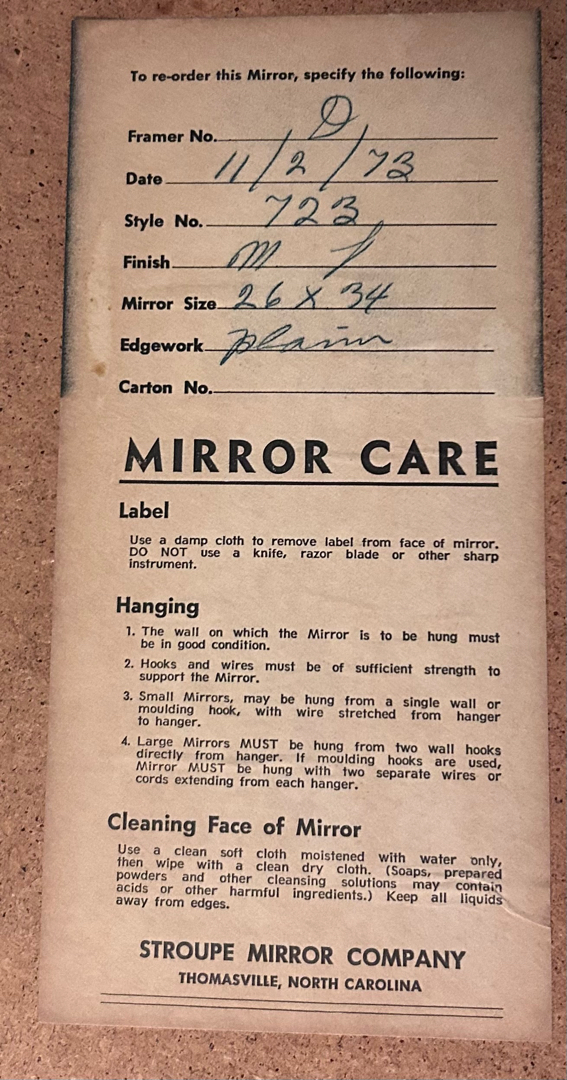 To re-order this Mirror, specify the following:
Framer No. D
Date 11/2/73
Style No. 723
Finish m f
Mirror Size 26 x 34
Edgework plain
Carton No.
MIRROR CARE
Label
Use a damp cloth to remove label from face of mirror.
DO NOT use a knife, razor blade or other sharp
instrument.
Hanging
1. The wall on which the Mirror is to be hung must
be in good condition.
2. Hooks and wires must be of sufficient strength to
support the Mirror.
3. Small Mirrors, may be hung from a single wall or
moulding hook, with wire stretched from hanger
to hanger.
4. Large Mirrors MUST be hung from two wall hooks
directly from hanger. If moulding hooks are used,
Mirror MUST be hung with two separate wires or
cords extending from each hanger.
Cleaning Face of Mirror
Use a clean soft cloth moistened with water only,
then wipe with a clean dry cloth. (Soaps, prepared
powders and other cleansing solutions may contain
acids or other harmful ingredients.) Keep all liquids
away from edges.
STROUPE MIRROR COMPANY
THOMASVILLE, NORTH CAROLINA